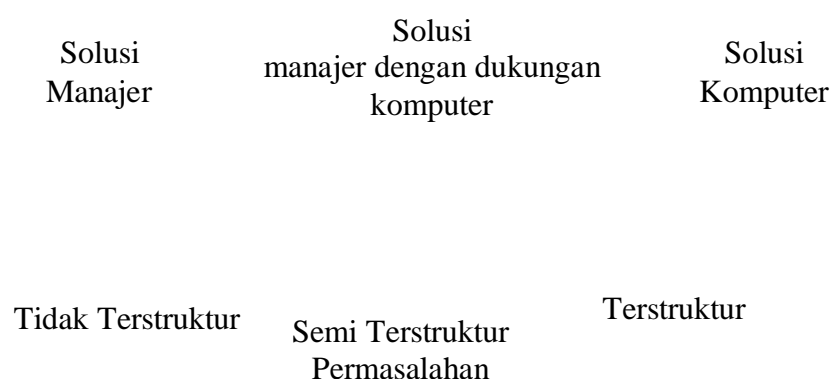 Solusi
Manajer
Solusi
manajer dengan dukungan
komputer
Solusi
Komputer
Tidak Terstruktur
Semi Terstruktur
Permasalahan
Terstruktur